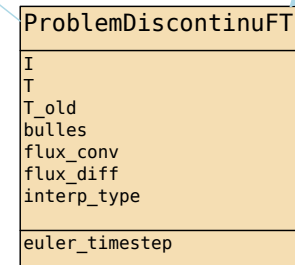 ProblemDiscontinuFT
I
T
T_old
bulles
flux_conv
flux_diff
interp_type
euler_timestep